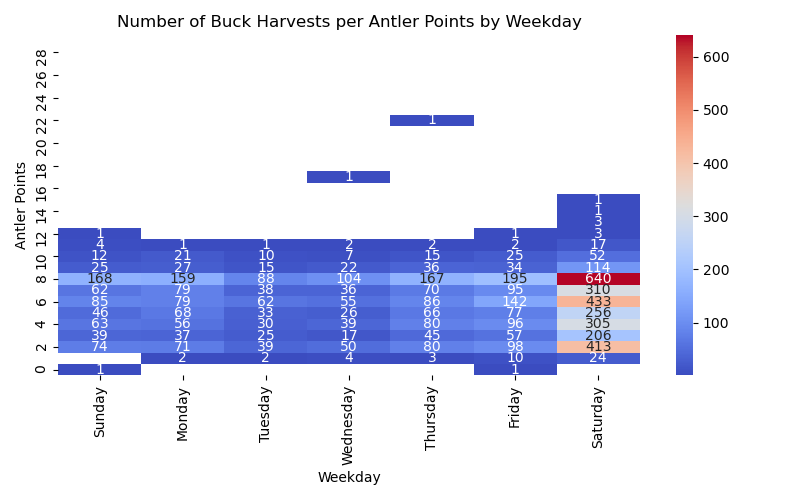 Number of Buck Harvests per Antler Points by Weekday
Antler Points
28
26
24
22 1
20
18
1
16
1
14 1
3
12 1 1 3
4 1 1 2 2 2 17
10 12 21 10 7 15 25 52
25 27 15 22 36 34 114
8 168 159 88 104 167 195 640
62 79 38 36 70 95 310
6 85 79 62 55 86 142 433
46 68 33 26 66 77 256
4 63 56 30 39 80 96 305
39 37 25 17 45 57 206
2 74 71 39 50 80 98 413
2 2 4 3 10 24
0 1 1
Sunday
Monday
Tuesday
Wednesday
Thursday
Friday
Saturday
Weekday
600
500
400
300
200
100